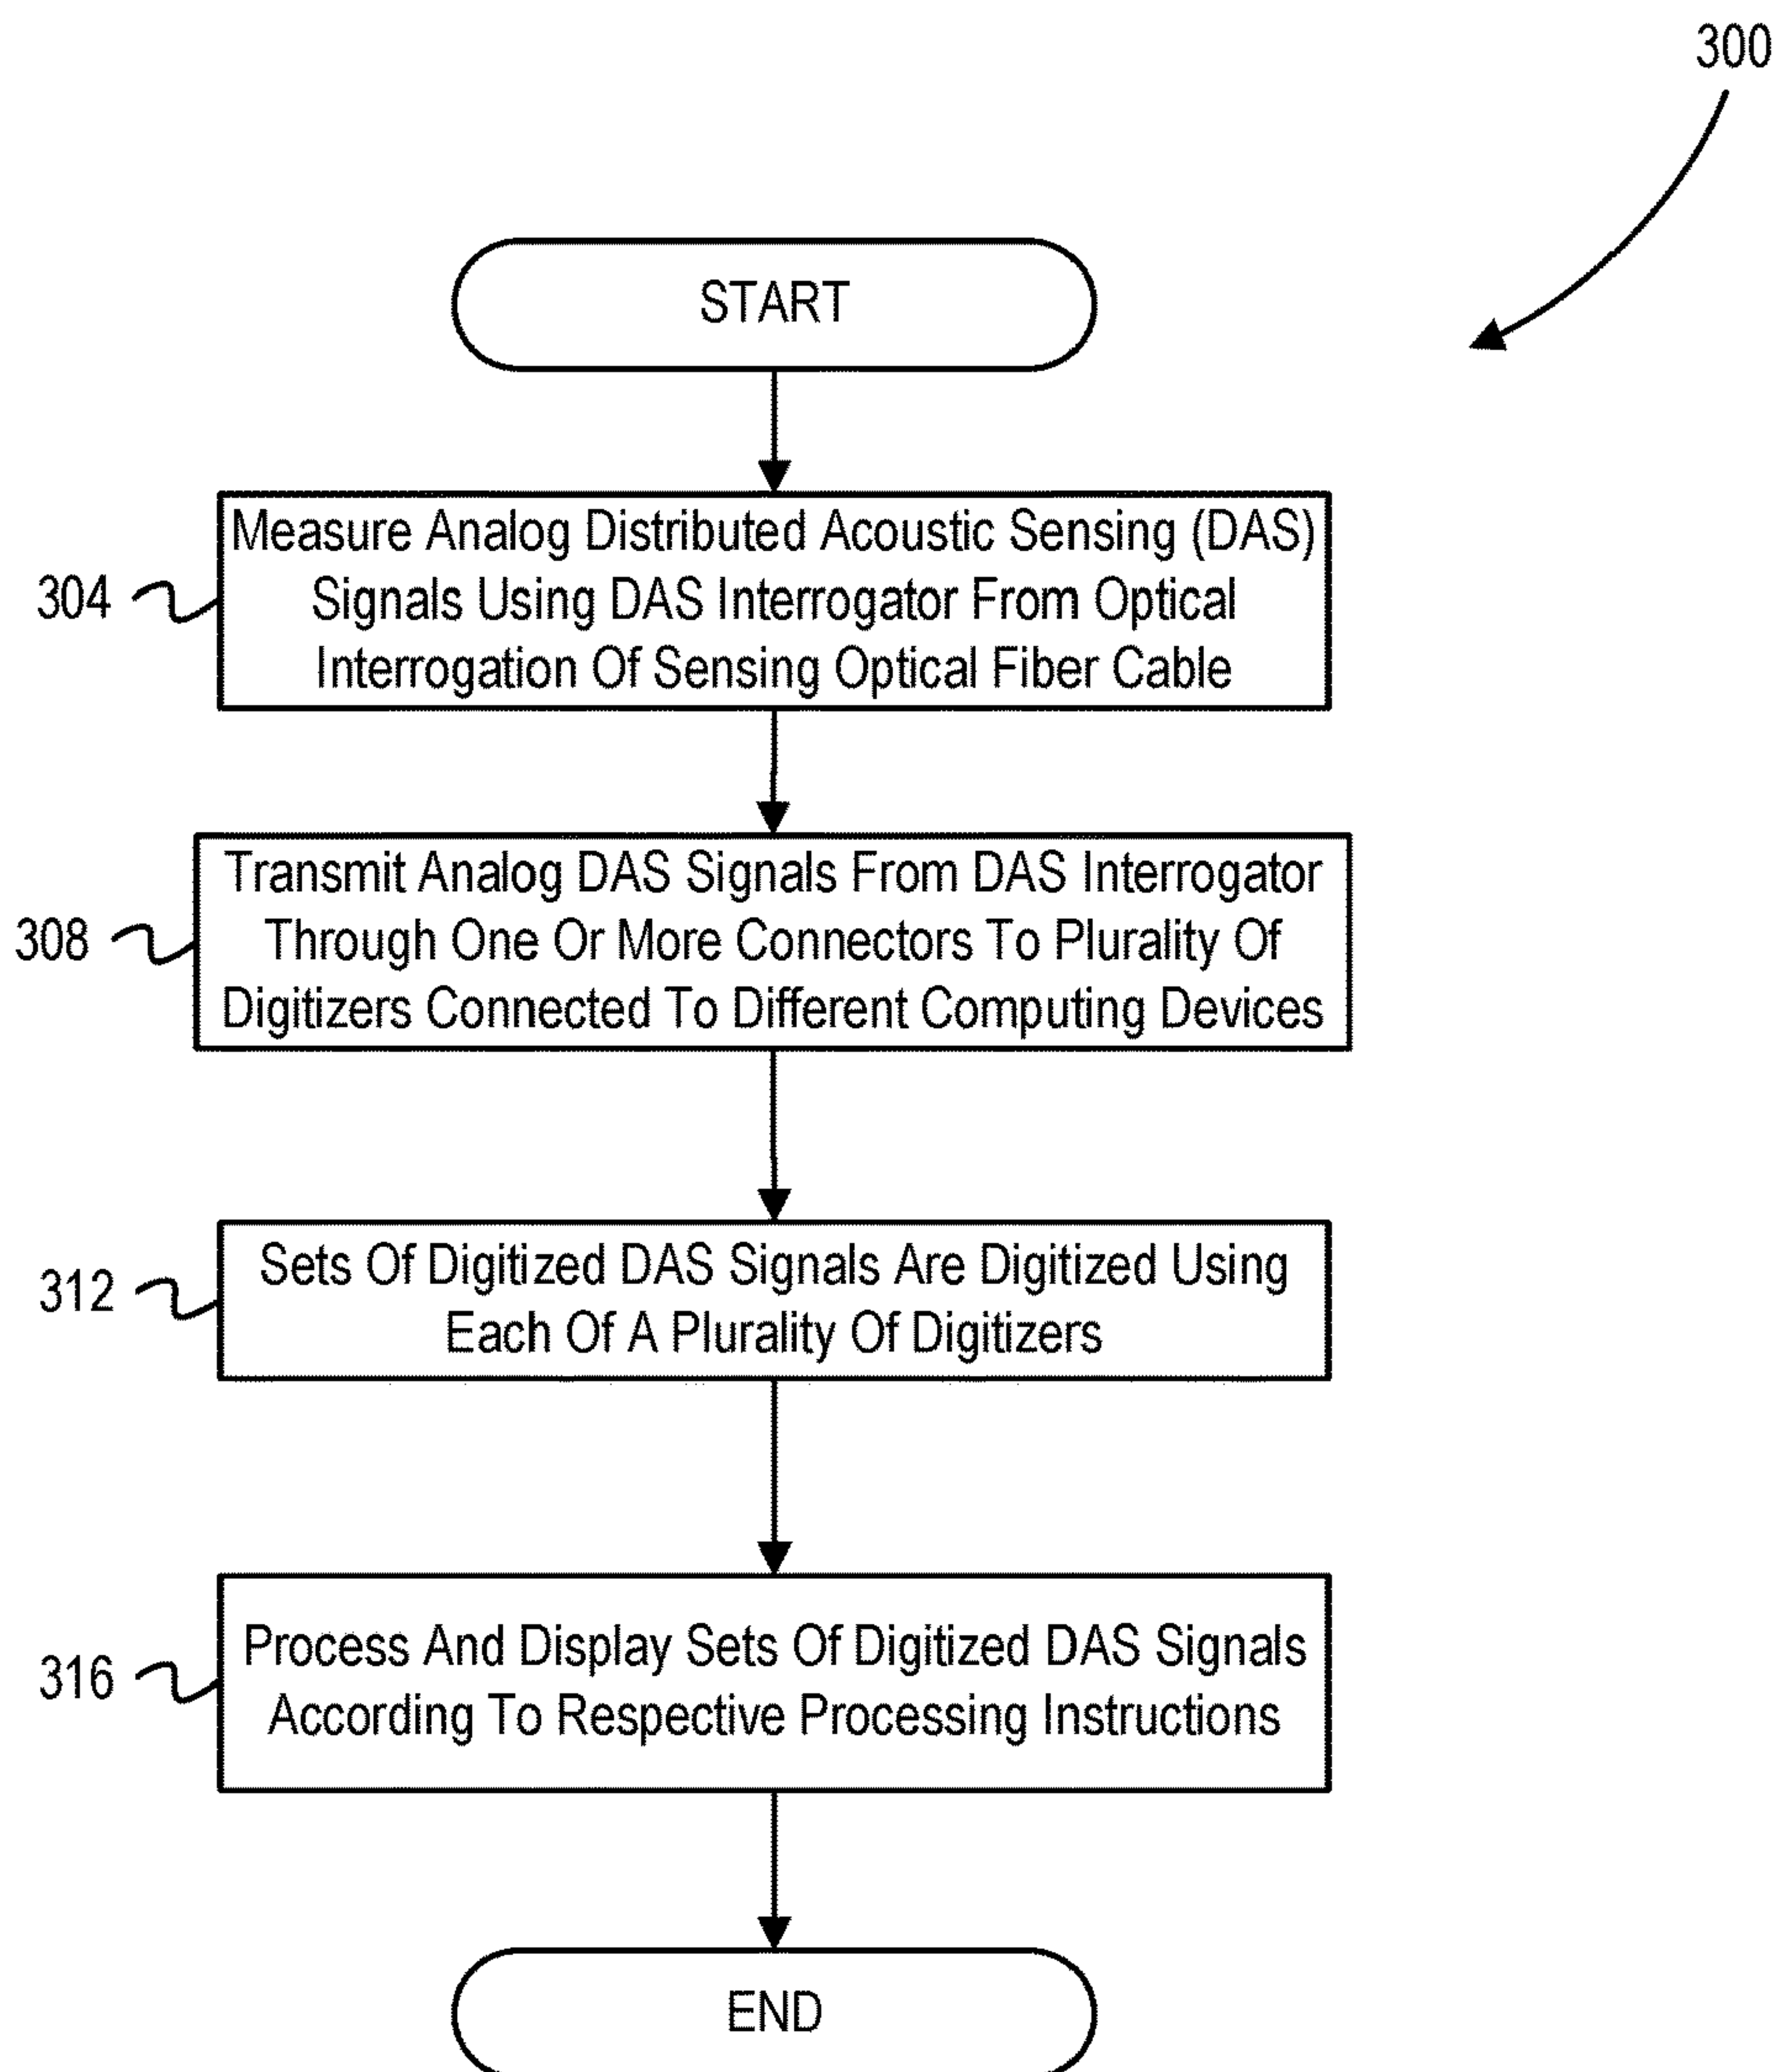 300
START
Measure Analog Distributed Acoustic Sensing (DAS)
304
Signals Using DAS Interrogator From Optical
Interrogation Of Sensing Optical Fiber Cable
Transmit Analog DAS Signals From DAS Interrogator
308
Through One Or More Connectors To Plurality Of
Digitizers Connected To Different Computing Devices
312
Sets Of Digitized DAS Signals Are Digitized Using
Each Of A Plurality Of Digitizers
316
Process And Display Sets Of Digitized DAS Signals
According To Respective Processing Instructions
END